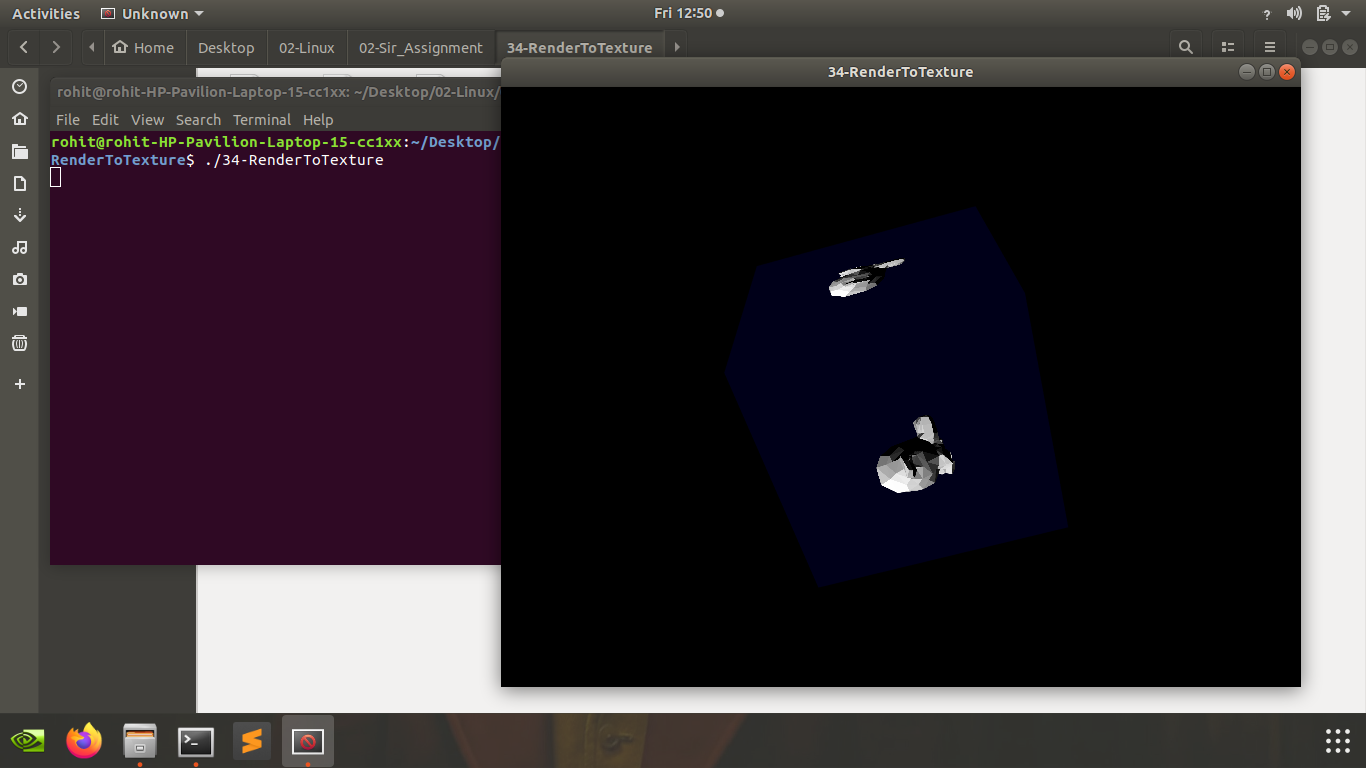 Activities Unknown Fri 12:50 ?
Home Desktop 02-Linux 02-Sir_Assignment 34-RenderToTexture
34-RenderToTexture
rohit@rohit-HP-Pavilion-Laptop-15-cc1xx: ~/Desktop/02-Linux/
File Edit View Search Terminal Help
rohit@rohit-HP-Pavilion-Laptop-15-cc1xx:~/Desktop/
RenderToTexture$ ./34-RenderToTexture